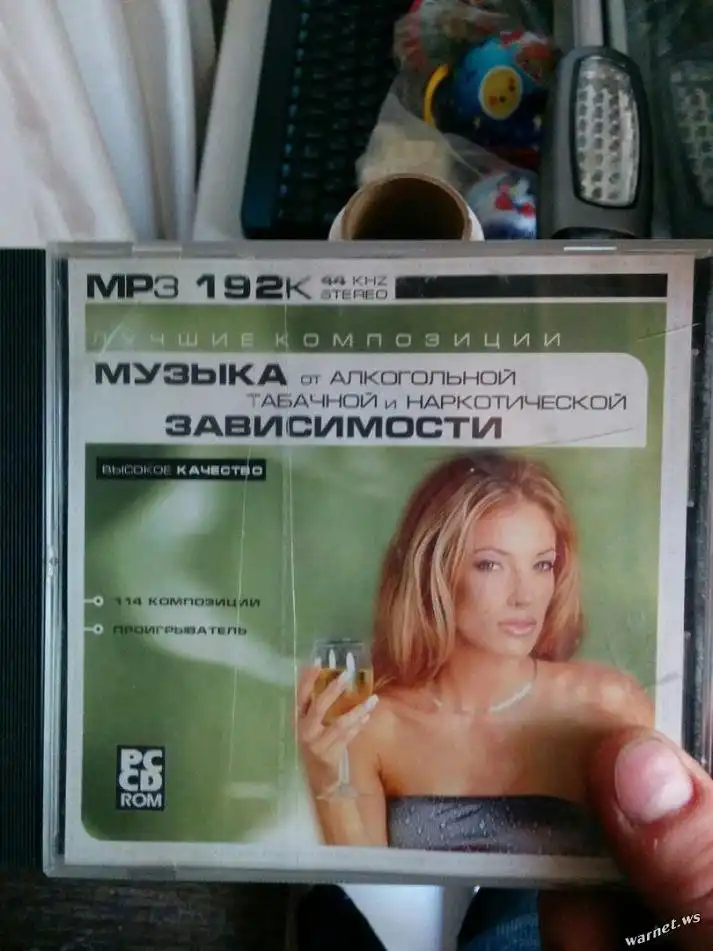 MP3 192K 44 KHZ
STEREO
ЛУЧШИЕ КОМПОЗИЦИИ
МУЗЫКА ОТ АЛКОГОЛЬНОЙ
ТАБАЧНОЙ И НАРКОТИЧЕСКОЙ
ЗАВИСИМОСТИ
ВЫСОКОЕ КАЧЕСТВО
114 КОМПОЗИЦИИ
ПРОИГРЫВАТЕЛЬ
PC
CD
ROM
warnet.ws